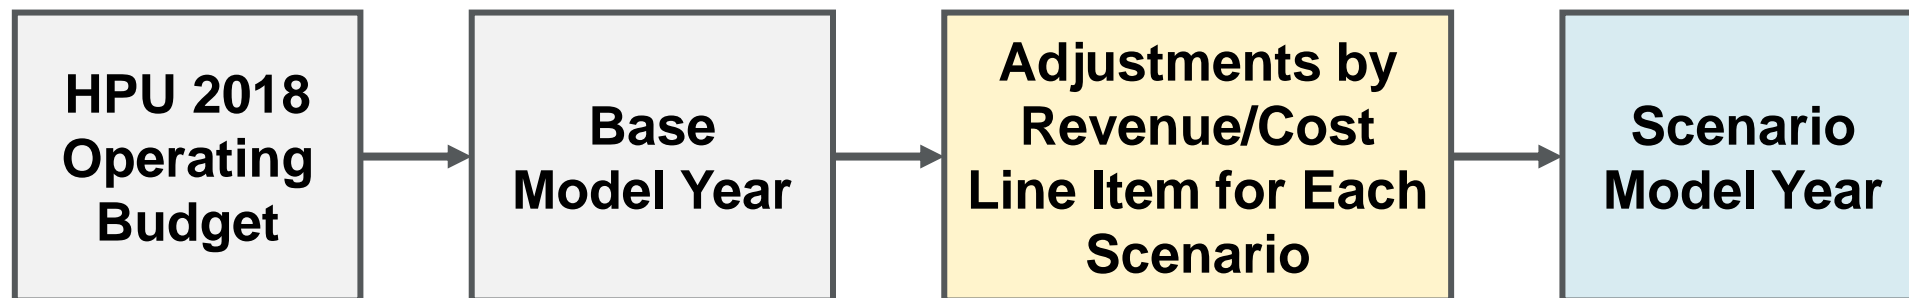 HPU 2018
Operating
Budget
Base
Model Year
Adjustments by
Revenue/Cost
Line Item for Each
Scenario
Scenario
Model Year